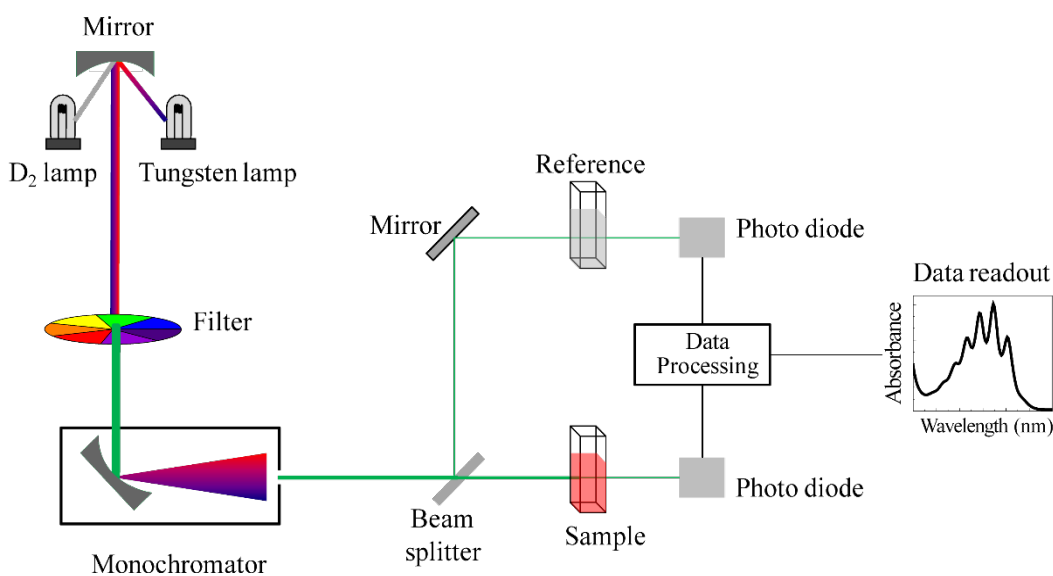 Mirror
D₂ lamp
Tungsten lamp
Filter
Monochromator
Beam
splitter
Mirror
Reference
Sample
Photo diode
Data
Processing
Photo diode
Data readout
Absorbance
Wavelength (nm)